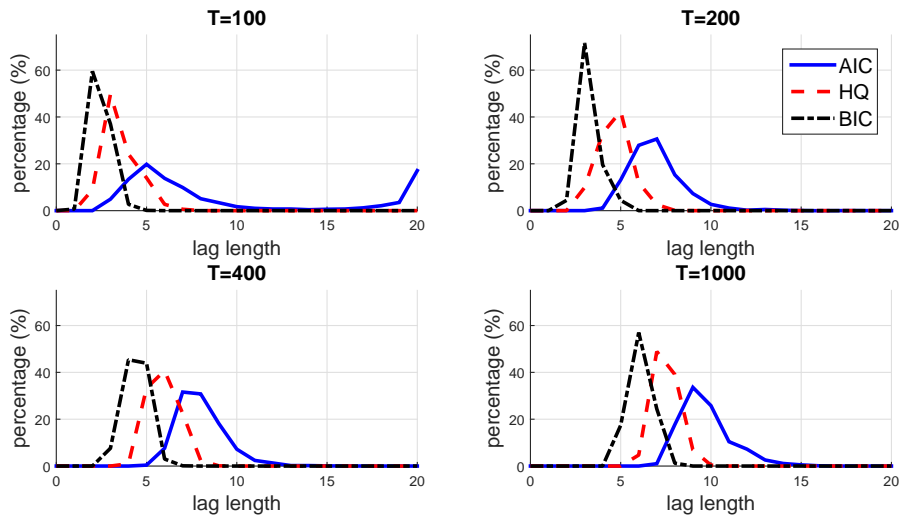 T=100
percentage (%)
60
40
20
0
0 5 10 15 20
lag length
T=200
percentage (%)
60
40
20
0
0 5 10 15 20
lag length
AIC
HQ
BIC
T=400
percentage (%)
60
40
20
0
0 5 10 15 20
lag length
T=1000
percentage (%)
60
40
20
0
0 5 10 15 20
lag length